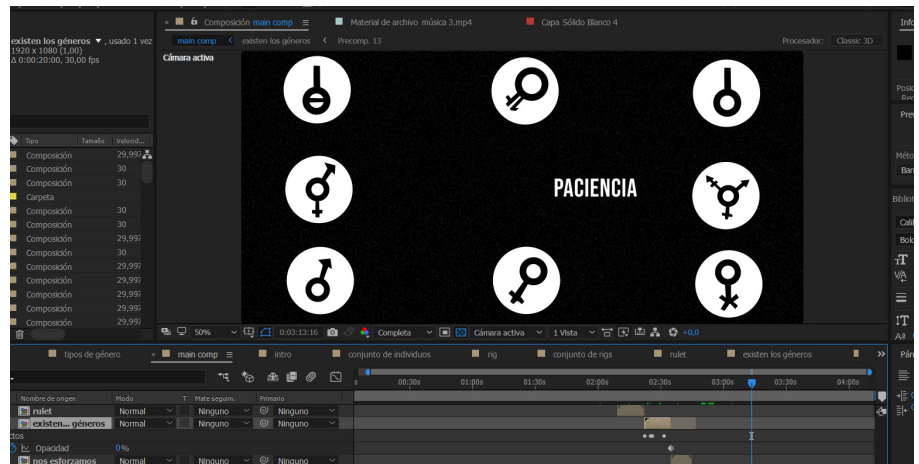 Composición main comp
Material de archivo música 3.mp4
Capa Sólido Blanco 4
Info
existen los géneros ▼ , usado 1 vez
1920 x 1080 (1,00)
Δ 0:00:20:00, 30,00 fps
main comp
existen los géneros
Precomp. 13
Procesador: Classic 3D
Cámara activa
Tipo Tamaño Velocid...
Composición 29,997
Composición 30
Composición 30
Carpeta
Composición 30
Composición 30
Composición 29,997
Composición 30
Composición 29,997
Composición 29,997
Composición 29,997
Composición 29,997
Composición 29,997
PACIENCIA
50%
0:03:13:16
Completa
Cámara activa
1 Vista
+0,0
tipos de género
main comp
intro
conjunto de individuos
rig
conjunto de rigs
rulet
existen los géneros
00:30s 01:00s 01:30s 02:00s 02:30s 03:00s 03:30s 04:00s
Nombre de origen Modo T Mate seguim. Primario
rulet Normal Ninguno Ninguno
existen... géneros Normal Ninguno Ninguno
Opacidad 0%
nos esforzamos Normal Ninguno Ninguno